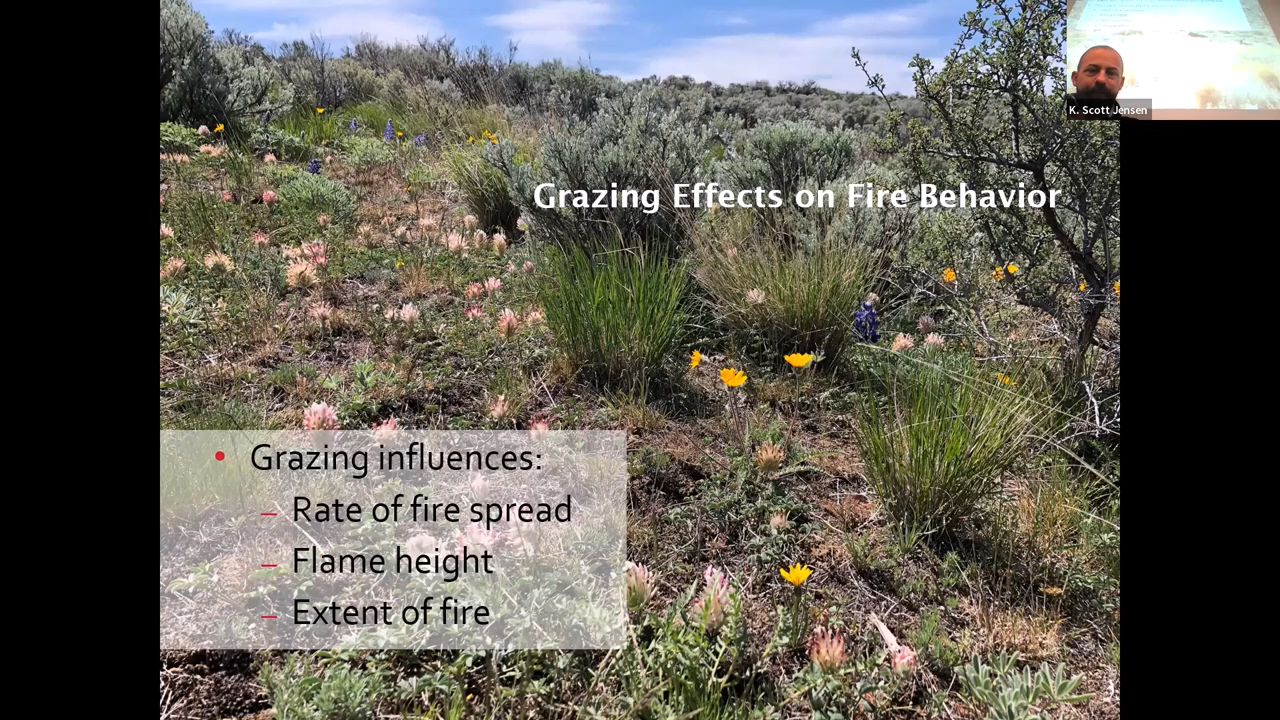 K. Scott Jensen
Grazing Effects on Fire Behavior
• Grazing influences:
– Rate of fire spread
– Flame height
– Extent of fire